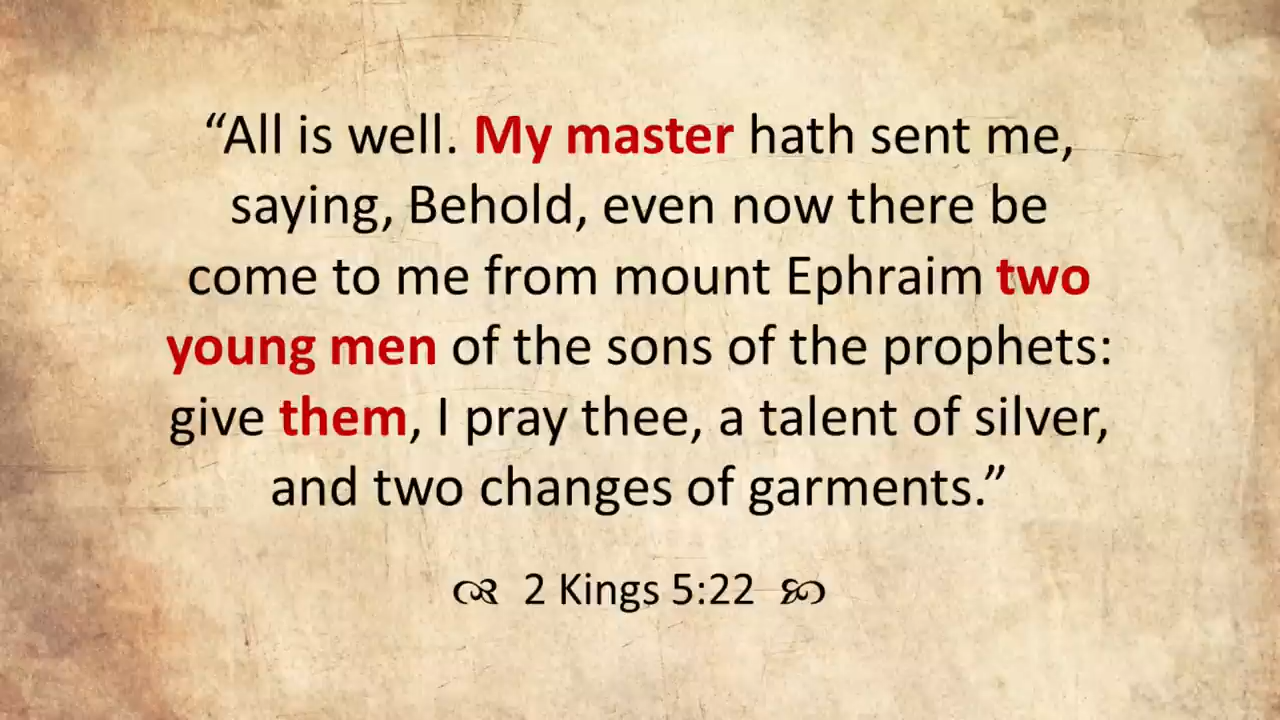 “All is well. My master hath sent me,
saying, Behold, even now there be
come to me from mount Ephraim two
young men of the sons of the prophets:
give them, I pray thee, a talent of silver,
and two changes of garments.”
2 Kings 5:22